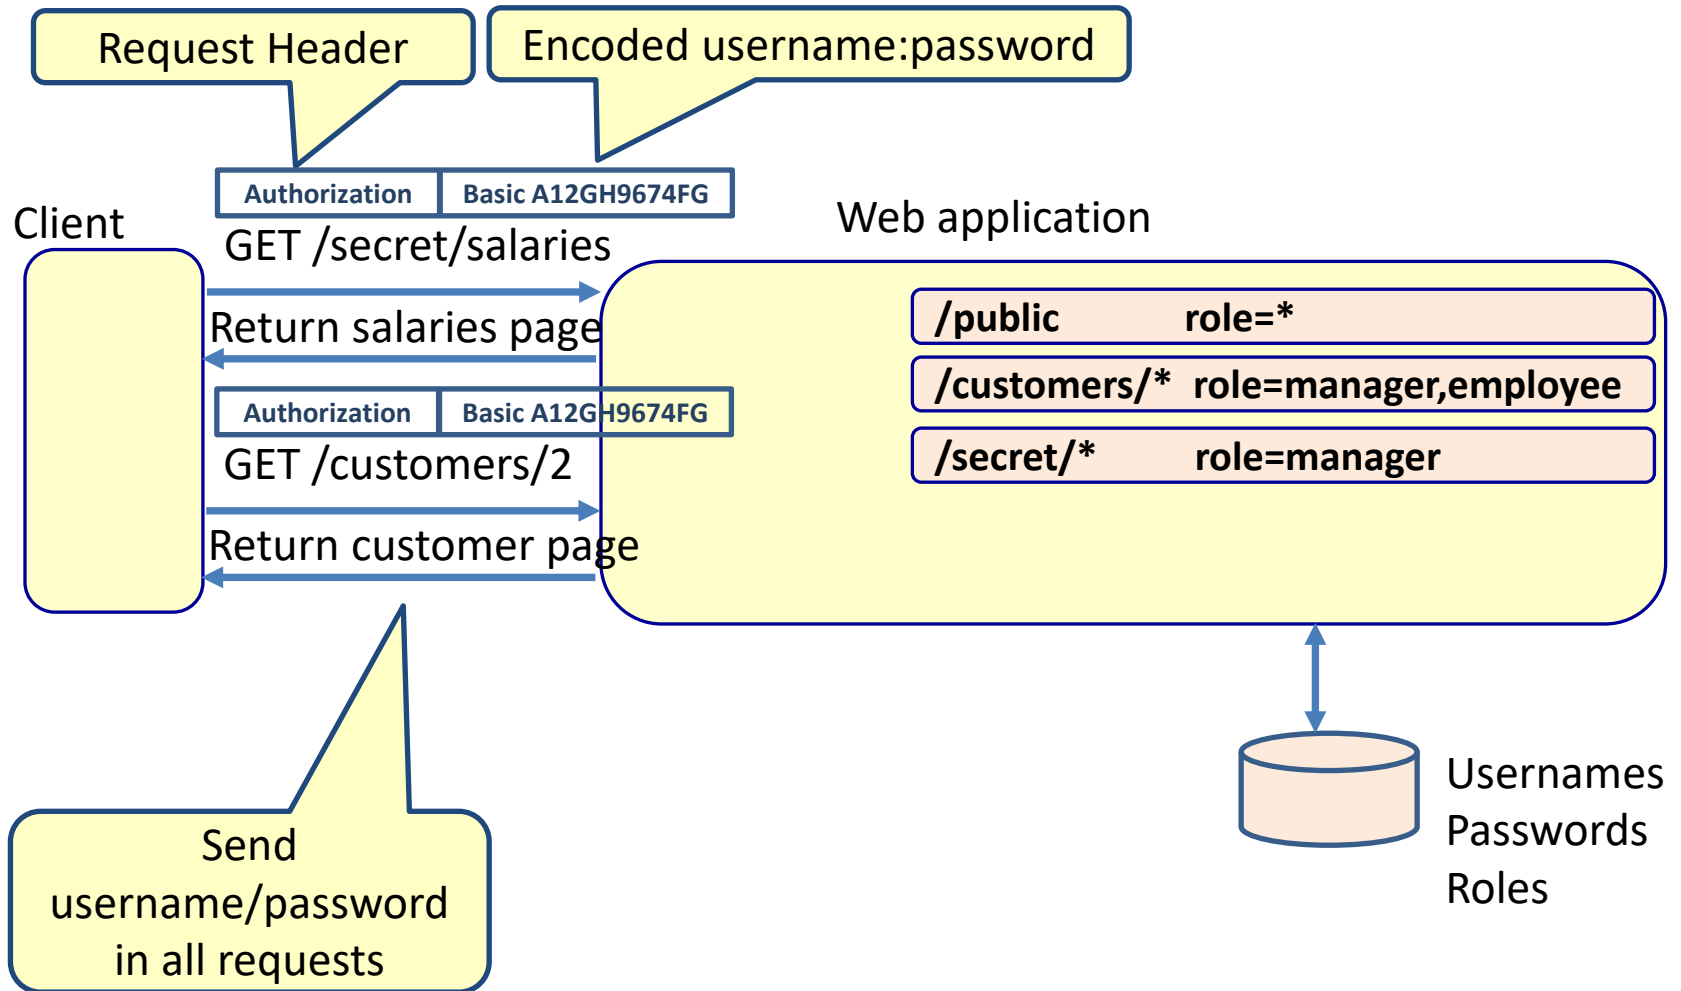 Request Header
Encoded username:password
Authorization Basic A12GH9674FG
Client
GET /secret/salaries
Web application
Return salaries page
/public role=*
/customers/* role=manager,employee
Authorization Basic A12GH9674FG
GET /customers/2
/secret/* role=manager
Return customer page
Send
username/password
in all requests
Usernames
Passwords
Roles